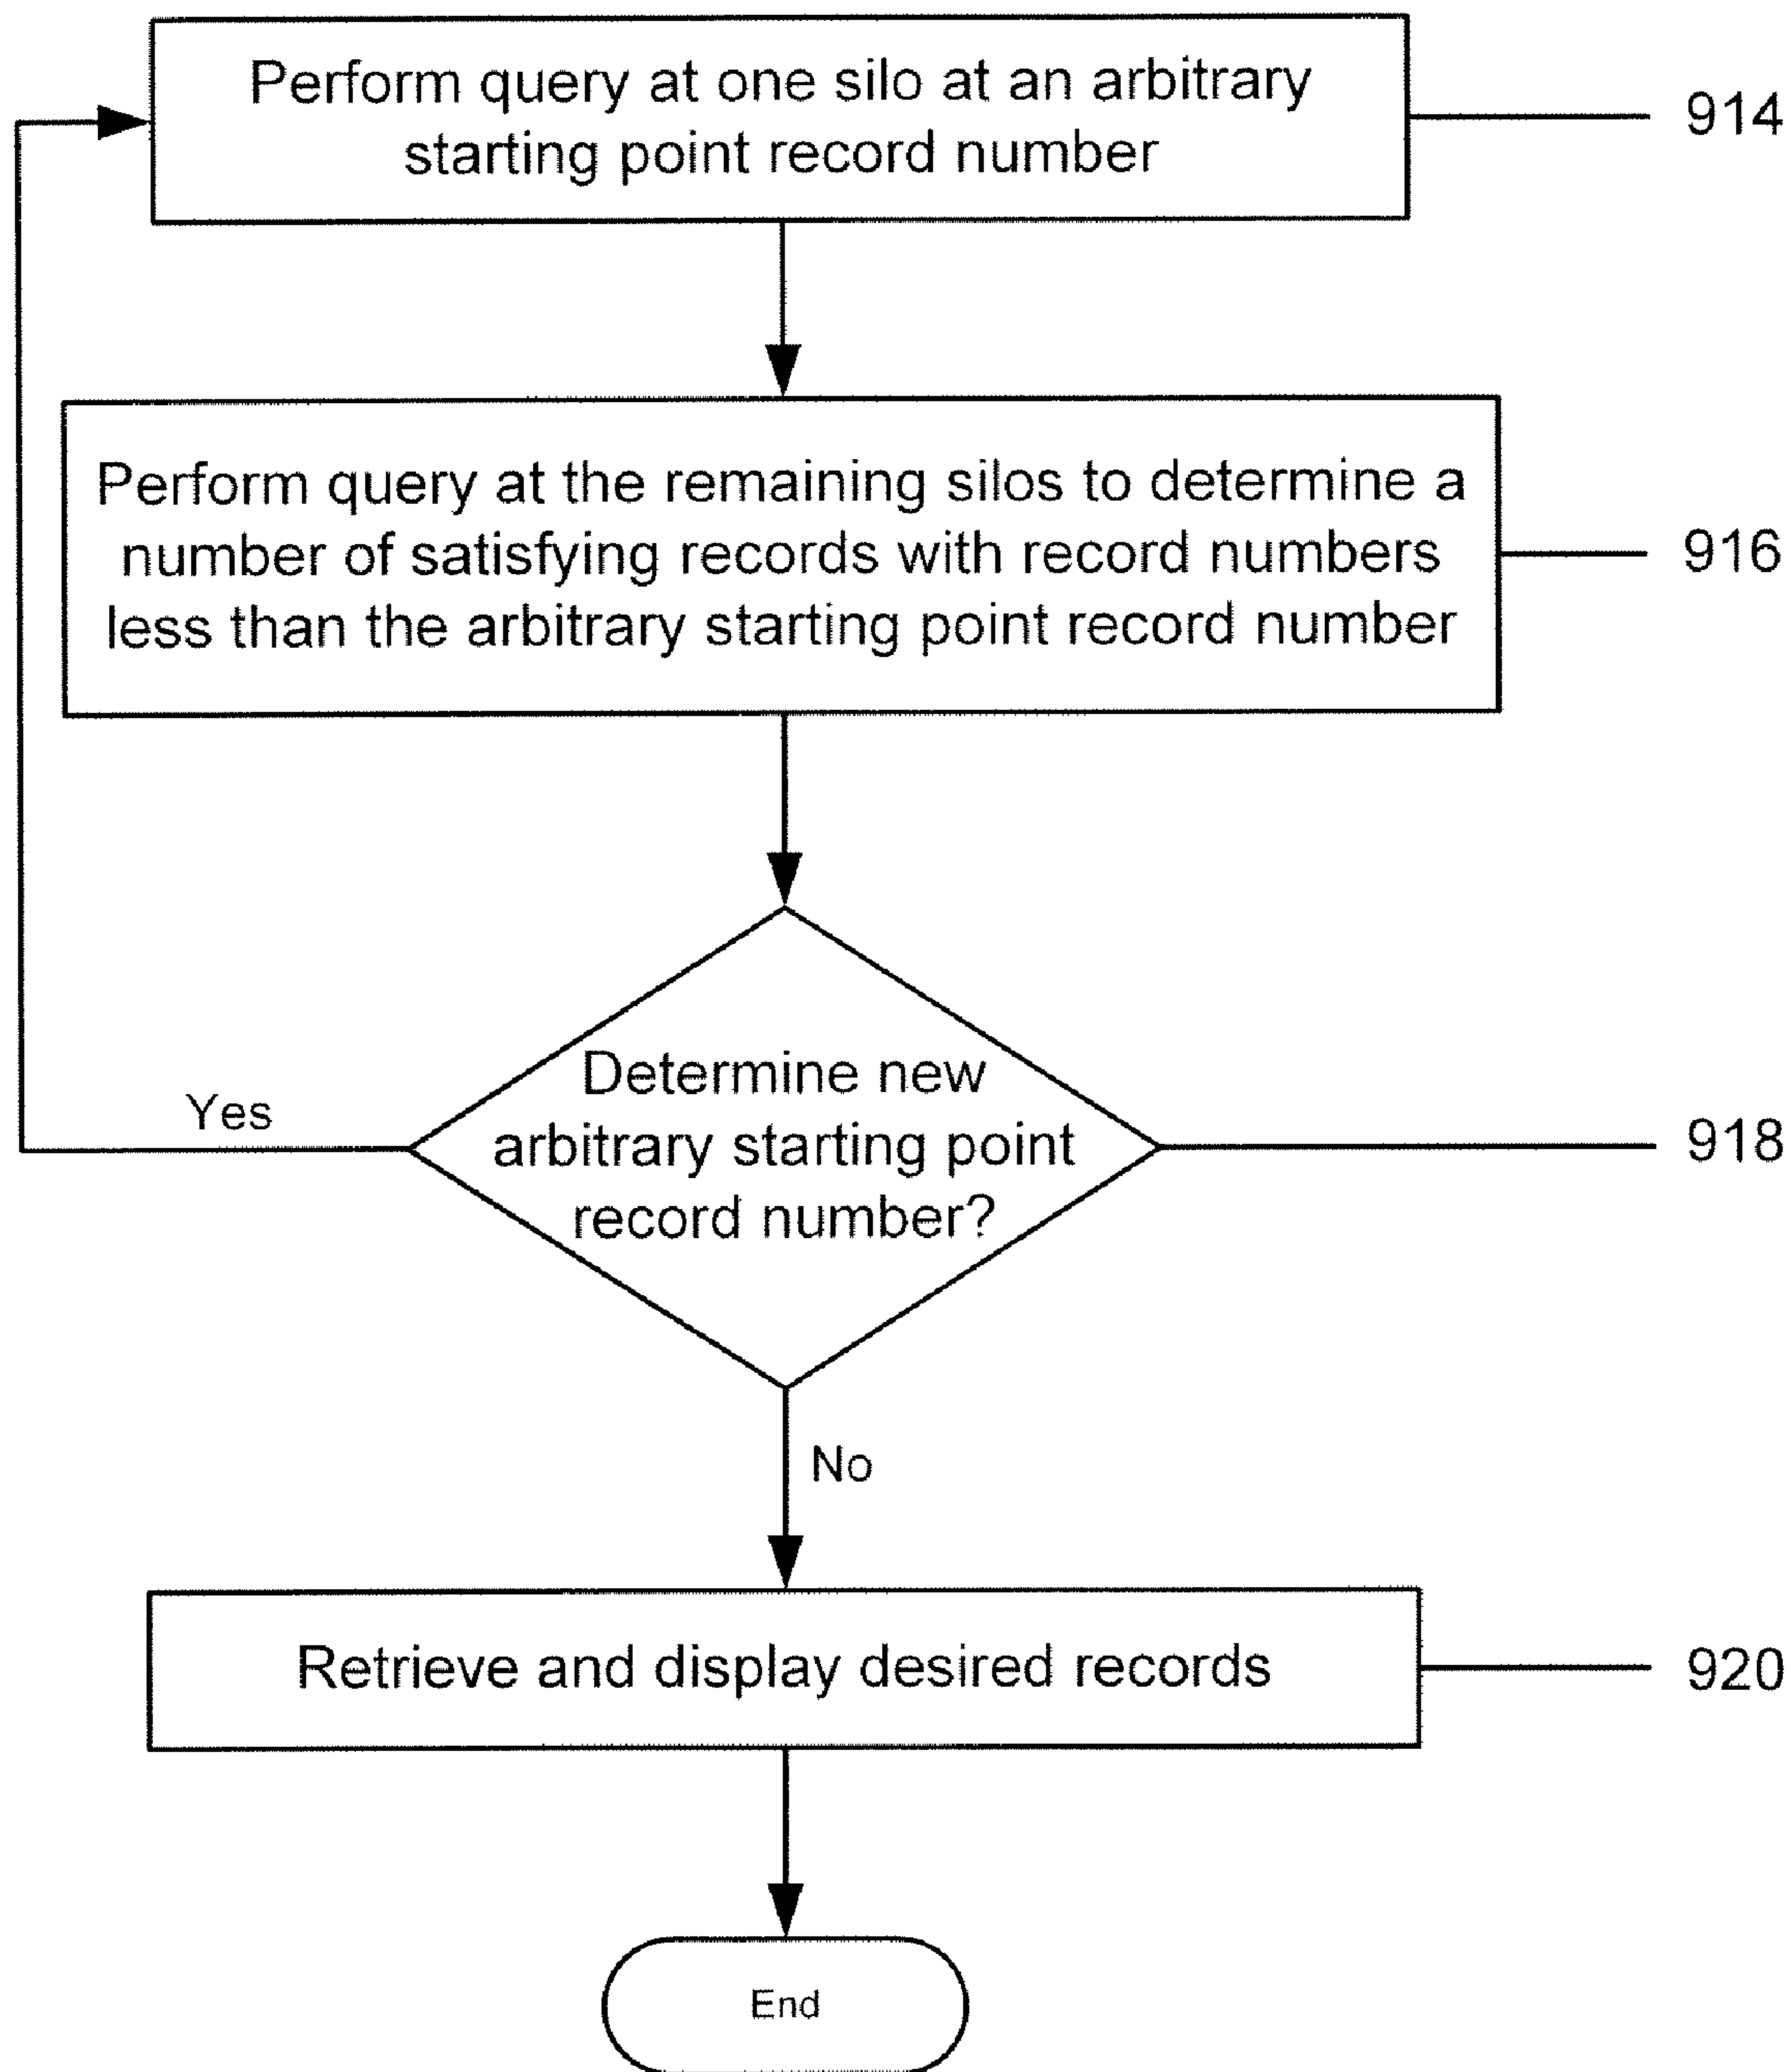 Perform query at one silo at an arbitrary
starting point record number
914
Perform query at the remaining silos to determine a
number of satisfying records with record numbers
less than the arbitrary starting point record number
916
Determine new
arbitrary starting point
record number?
918
Yes
No
Retrieve and display desired records
920
End